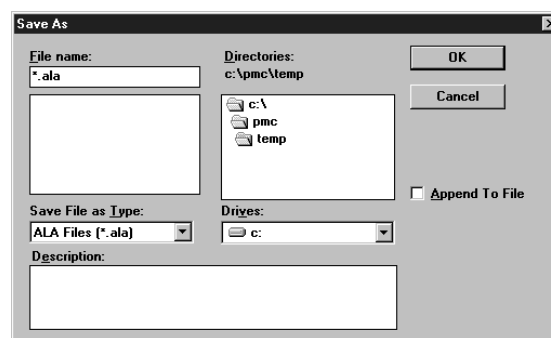 Save As
File name:
*.ala
Directories:
c:\pmc\temp
c:\
pmc
temp
OK
Cancel
Append To File
Save File as Type:
ALA Files (*.ala)
Drives:
c:
Description: